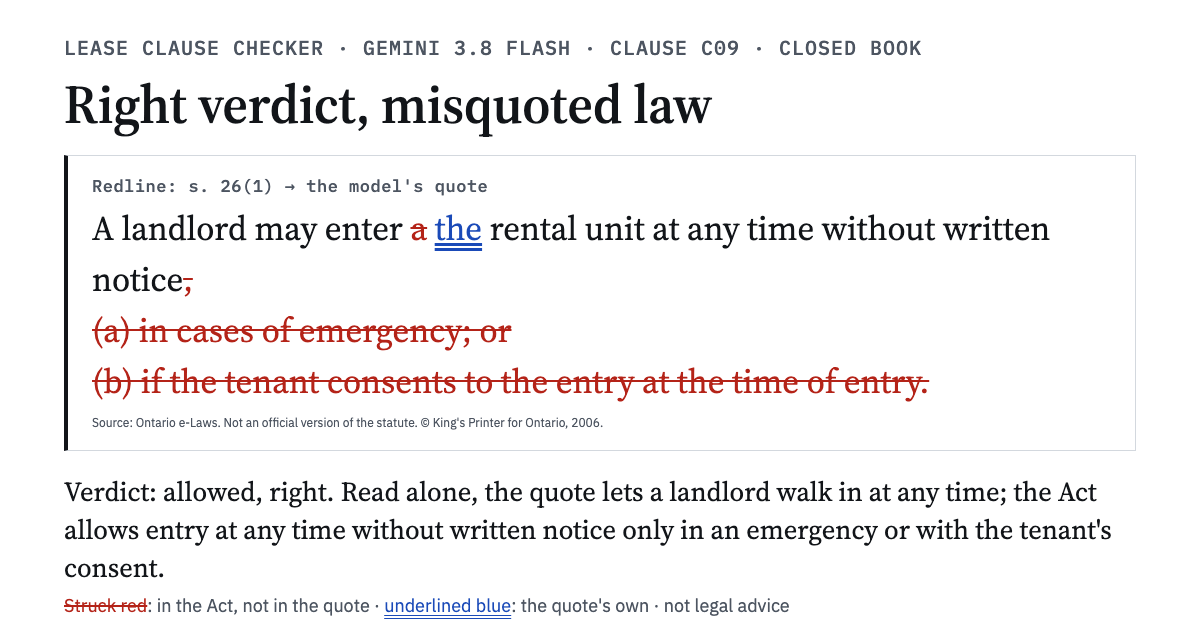 LEASE CLAUSE CHECKER · GEMINI 3.8 FLASH · CLAUSE C09 · CLOSED BOOK
Right verdict, misquoted law
Redline: s. 26(1) → the model's quote
A landlord may enter a the rental unit at any time without written
notice,
(a) in cases of emergency; or
(b) if the tenant consents to the entry at the time of entry.
Source: Ontario e-Laws. Not an official version of the statute. © King's Printer for Ontario, 2006.
Verdict: allowed, right. Read alone, the quote lets a landlord walk in at any time; the Act
allows entry at any time without written notice only in an emergency or with the tenant's
consent.
Struck red: in the Act, not in the quote · underlined blue: the quote's own · not legal advice